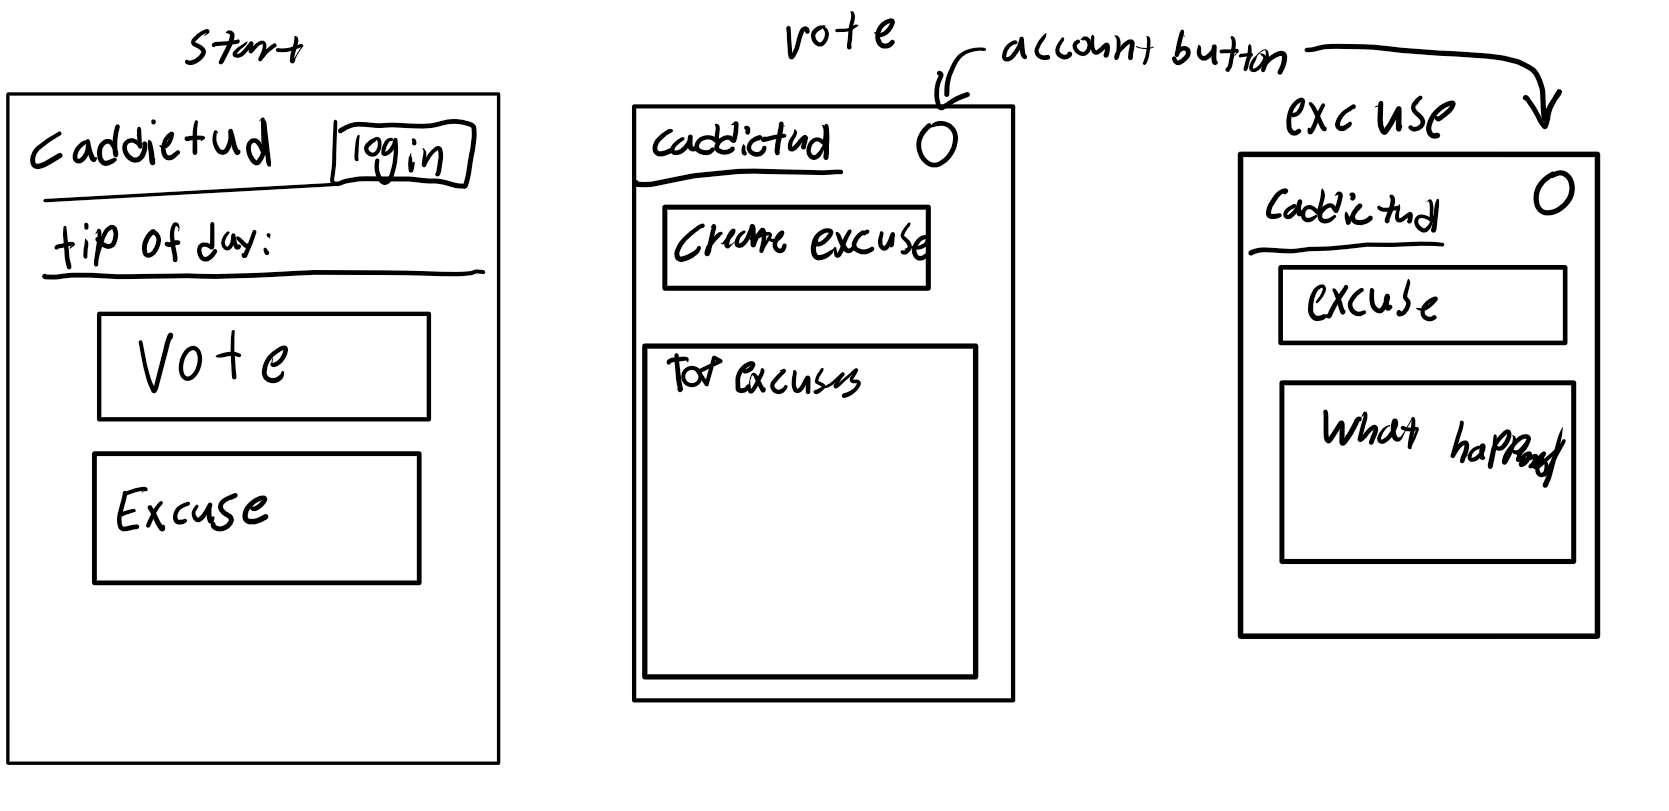 start
Caddietud
login
tip of day:
Vote
Excuse
vote
account button
caddictud
Create excuse
Top excuses
excuse
Caddictud
excuse
What happened